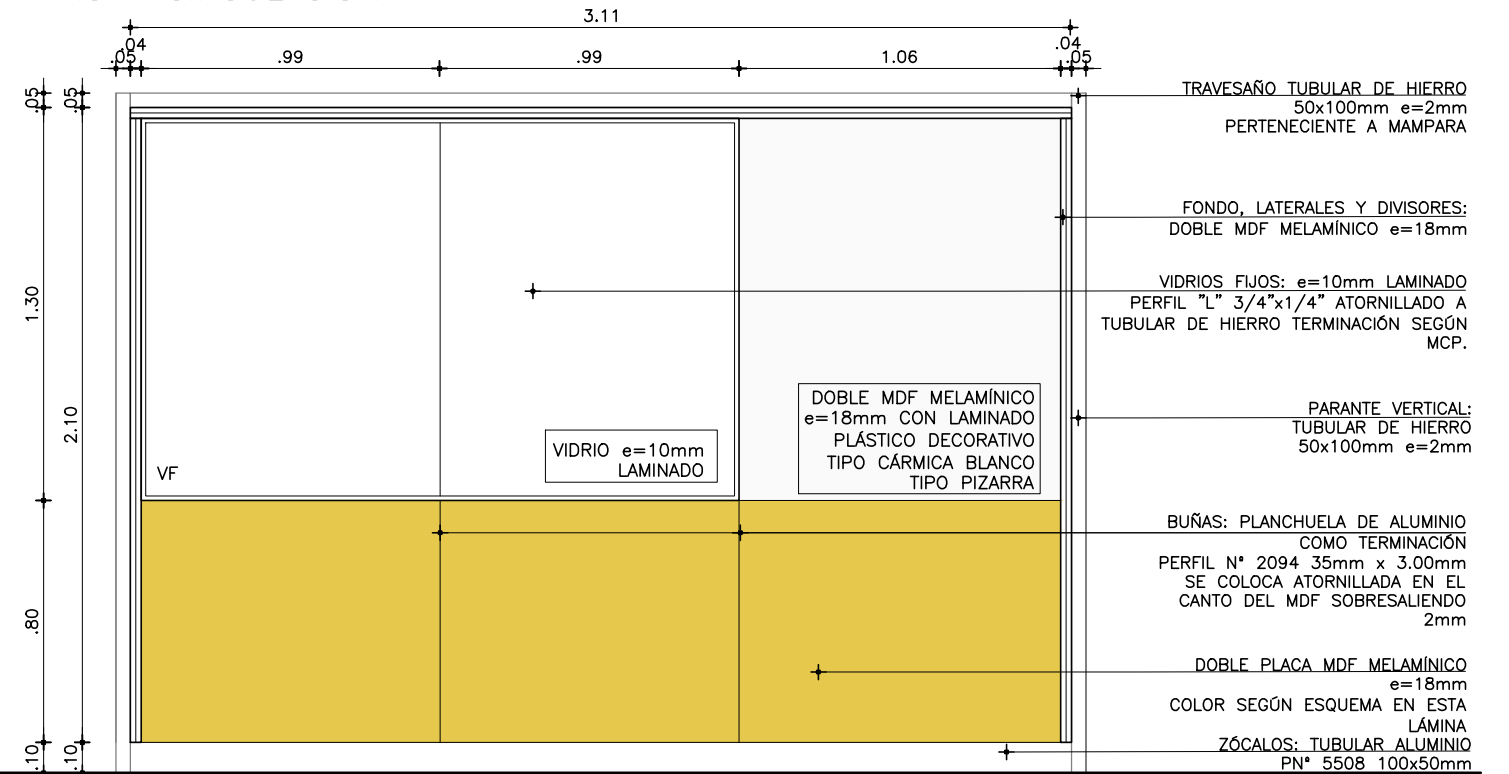 3.11
.04
.05
.99
.99
1.06
.04
.05
.05
.05
1.30
2.10
.80
.10
.10
VF
VIDRIO e=10mm
LAMINADO
DOBLE MDF MELAMÍNICO
e=18mm CON LAMINADO
PLÁSTICO DECORATIVO
TIPO CÁRMICA BLANCO
TIPO PIZARRA
TRAVESAÑO TUBULAR DE HIERRO
50x100mm e=2mm
PERTENECIENTE A MAMPARA
FONDO, LATERALES Y DIVISORES:
DOBLE MDF MELAMÍNICO e=18mm
VIDRIOS FIJOS: e=10mm LAMINADO
PERFIL "L" 3/4"x1/4" ATORNILLADO A
TUBULAR DE HIERRO TERMINACIÓN SEGÚN
MCP.
PARANTE VERTICAL:
TUBULAR DE HIERRO
50x100mm e=2mm
BUÑAS: PLANCHUELA DE ALUMINIO
COMO TERMINACIÓN
PERFIL N° 2094 35mm x 3.00mm
SE COLOCA ATORNILLADA EN EL
CANTO DEL MDF SOBRESALIENDO
2mm
DOBLE PLACA MDF MELAMÍNICO
e=18mm
COLOR SEGÚN ESQUEMA EN ESTA
LÁMINA
ZÓCALOS: TUBULAR ALUMINIO
PN° 5508 100x50mm